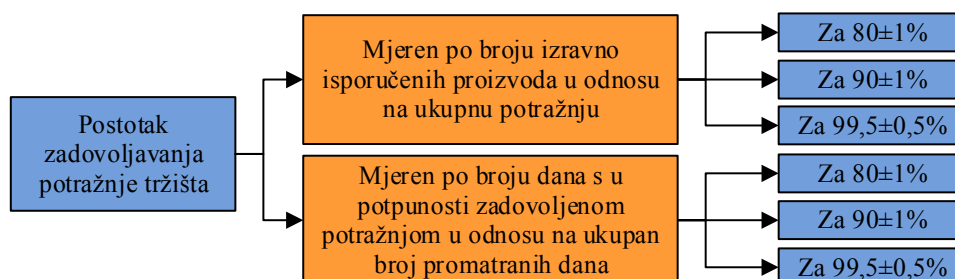 Postotak
zadovoljavanja
potražnje tržišta
Mjeren po broju izravno
isporučenih proizvoda u odnosu
na ukupnu potražnju
Za 80±1%
Za 90±1%
Za 99,5±0,5%
Mjeren po broju dana s u
potpunosti zadovoljenom
potražnjom u odnosu na ukupan
broj promatranih dana
Za 80±1%
Za 90±1%
Za 99,5±0,5%